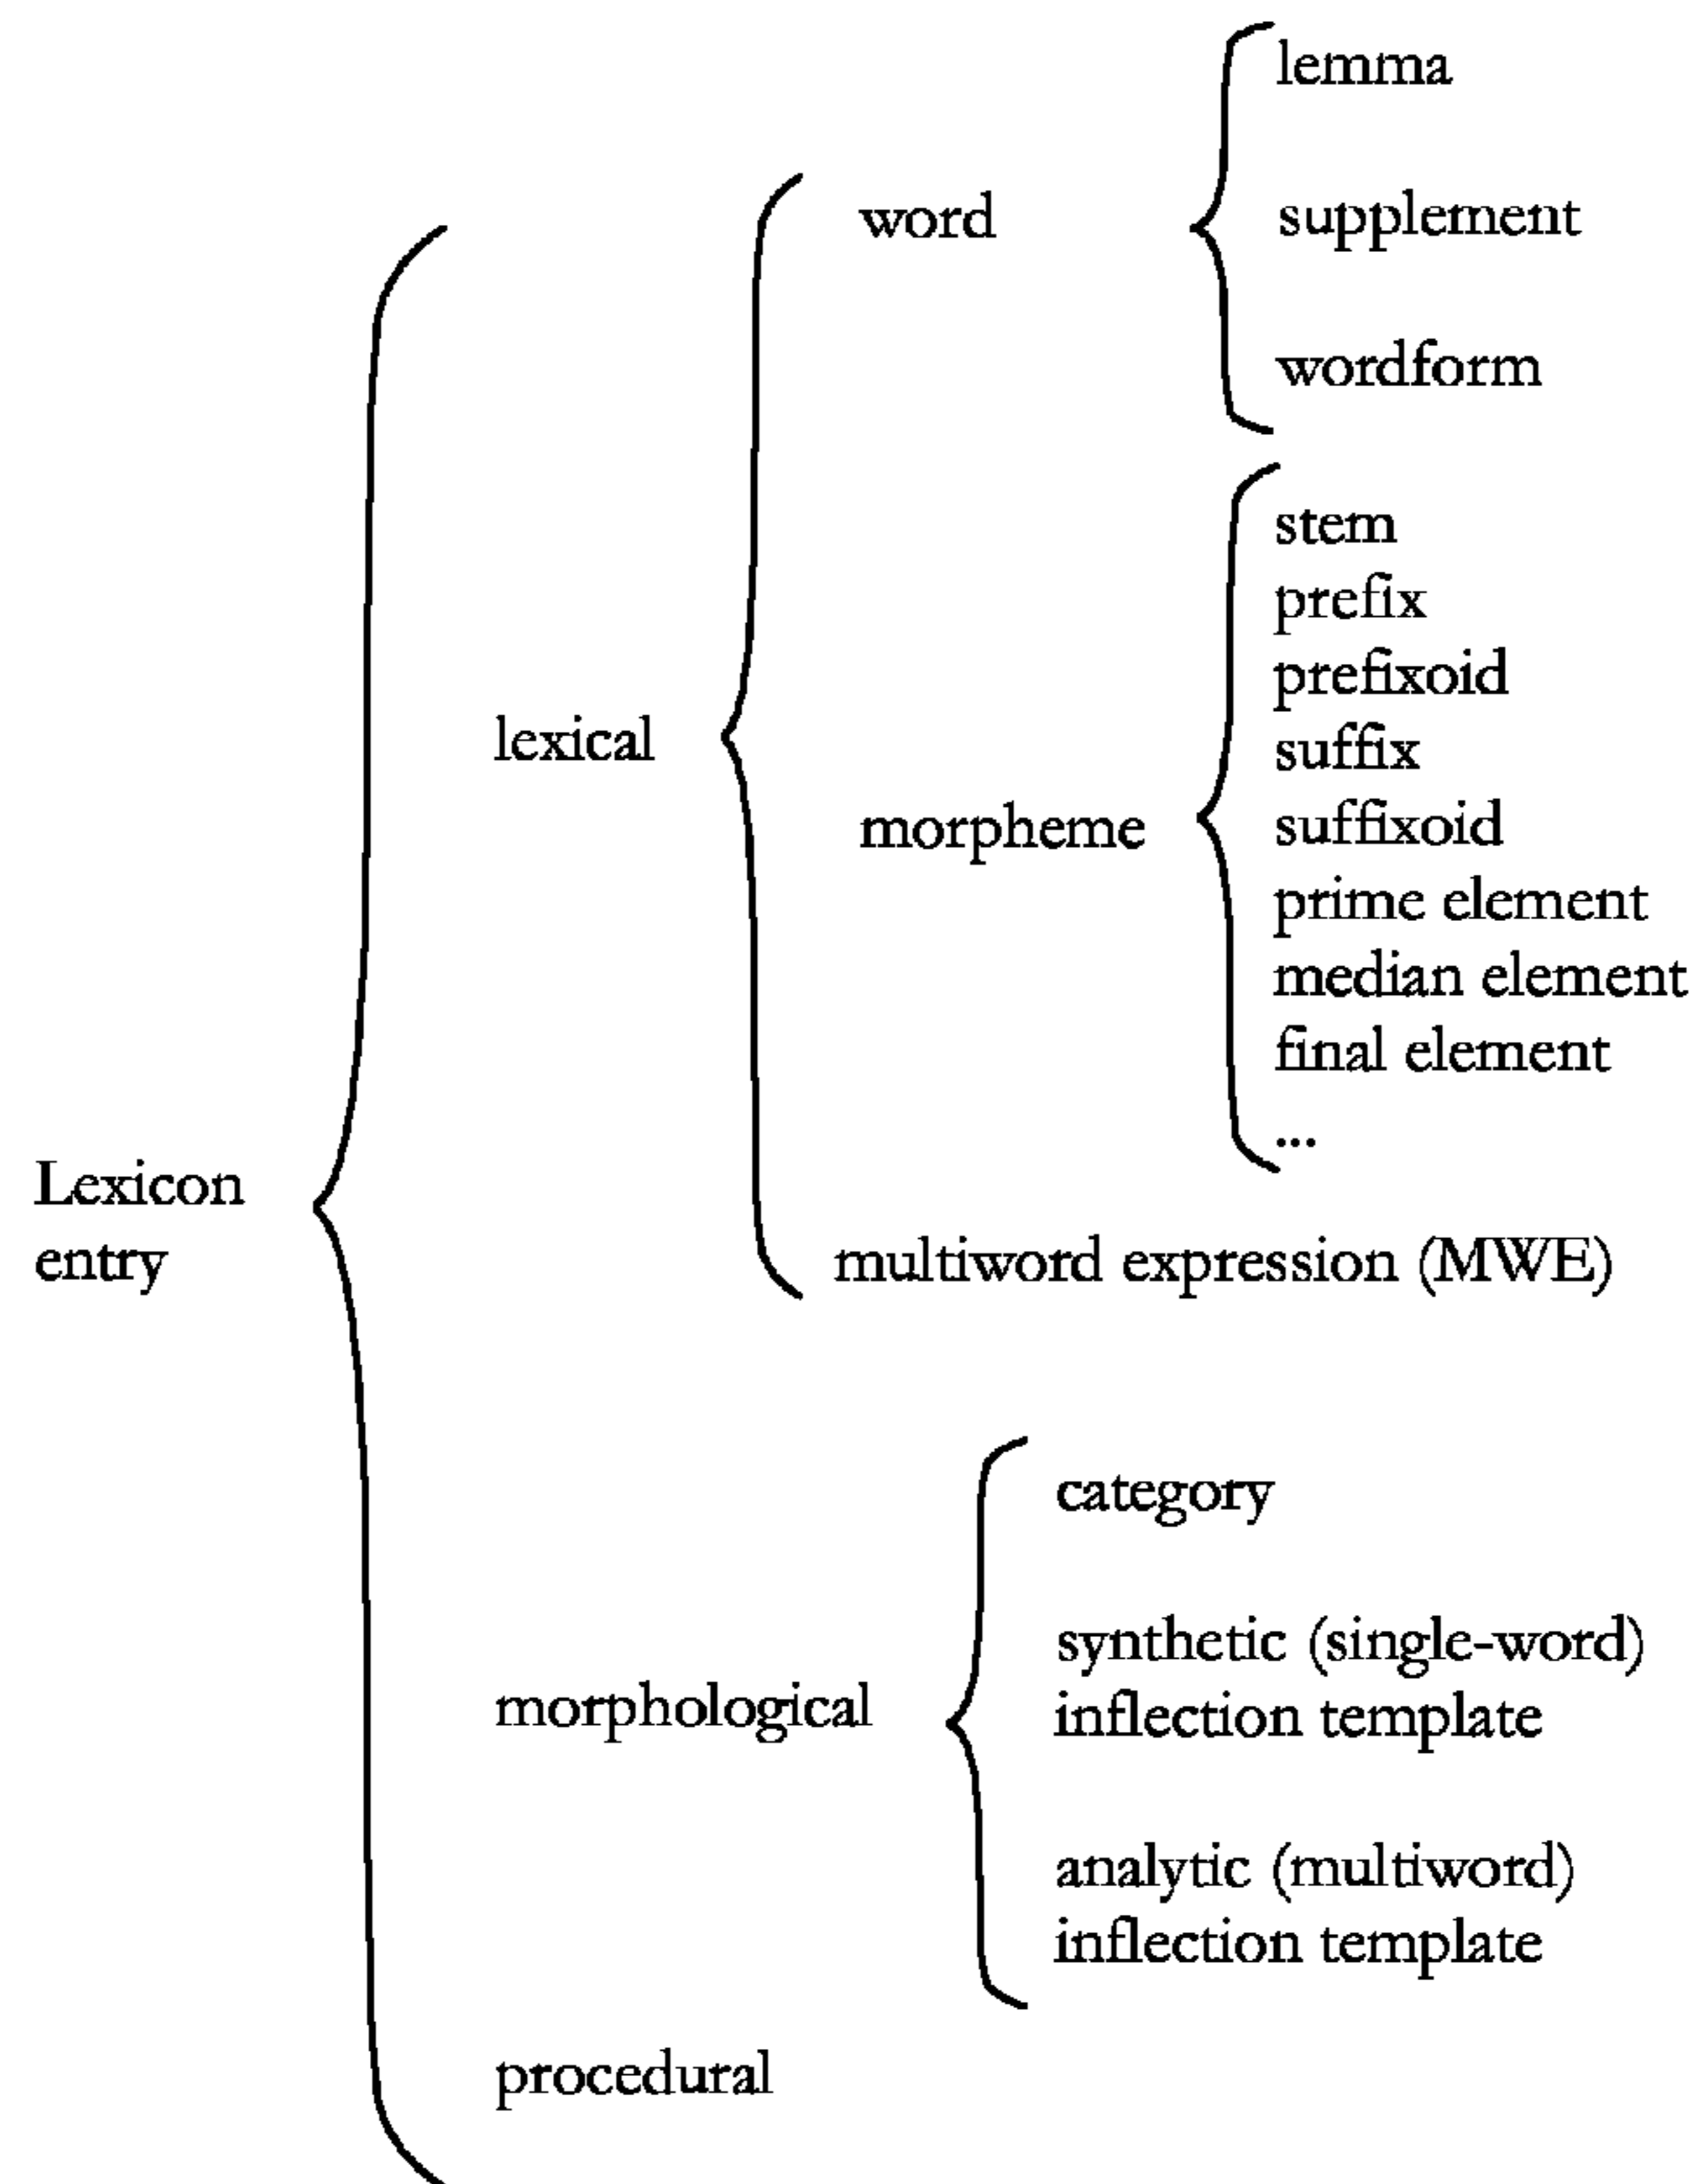 lemma
word
supplement
wordform
stem
prefix
prefixoid
lexical
suffix
morpheme
suffixoid
prime element
median element
final element
...
Lexicon
entry
multiword expression (MWE)
category
synthetic (single-word)
morphological
inflection template
analytic (multiword)
inflection template
procedural